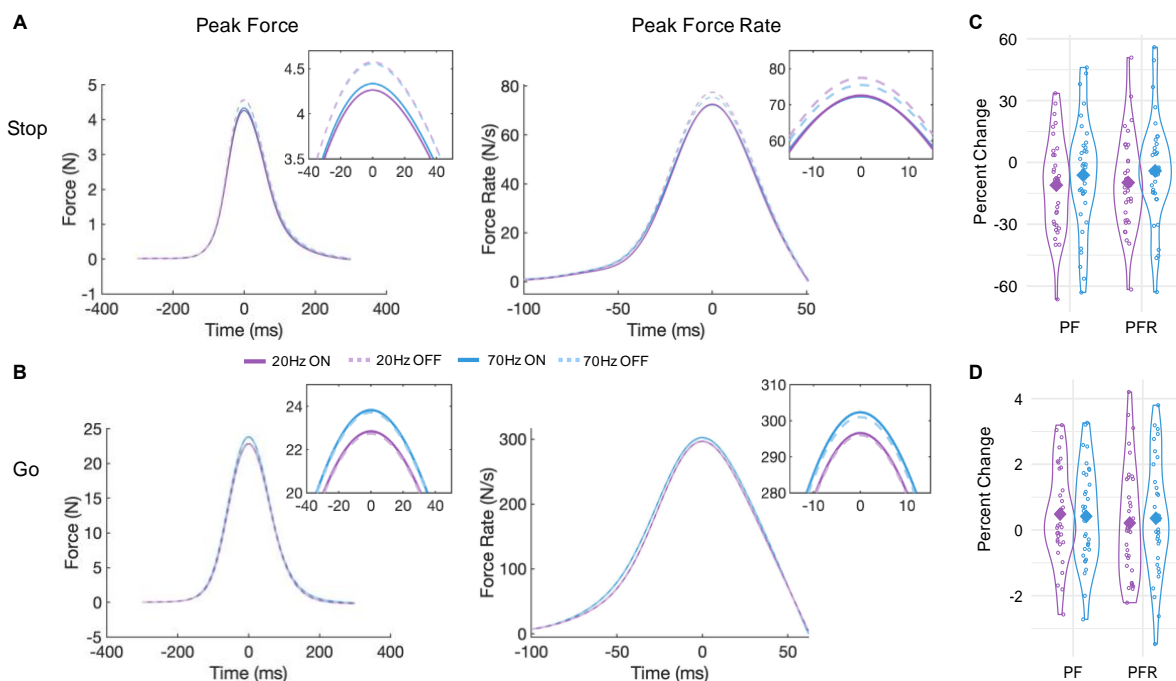 A
Peak Force
Peak Force Rate
C
Stop
Force (N)
5
4
3
2
1
0
-1
-400 -200 0 200 400
Time (ms)
4.5
4
3.5
-40 -20 0 20 40
Force Rate (N/s)
80
60
40
20
0
-100 -50 0 50
Time (ms)
80
70
60
-10 0 10
Percent Change
60
30
0
-30
-60
PF PFR
20Hz ON 20Hz OFF 70Hz ON 70Hz OFF
B
D
Go
Force (N)
25
20
15
10
5
0
-5
-400 -200 0 200 400
Time (ms)
24
22
20
-40 -20 0 20 40
Force Rate (N/s)
300
200
100
0
-100 -50 0 50
Time (ms)
310
300
290
280
-10 0 10
Percent Change
4
2
0
-2
PF PFR